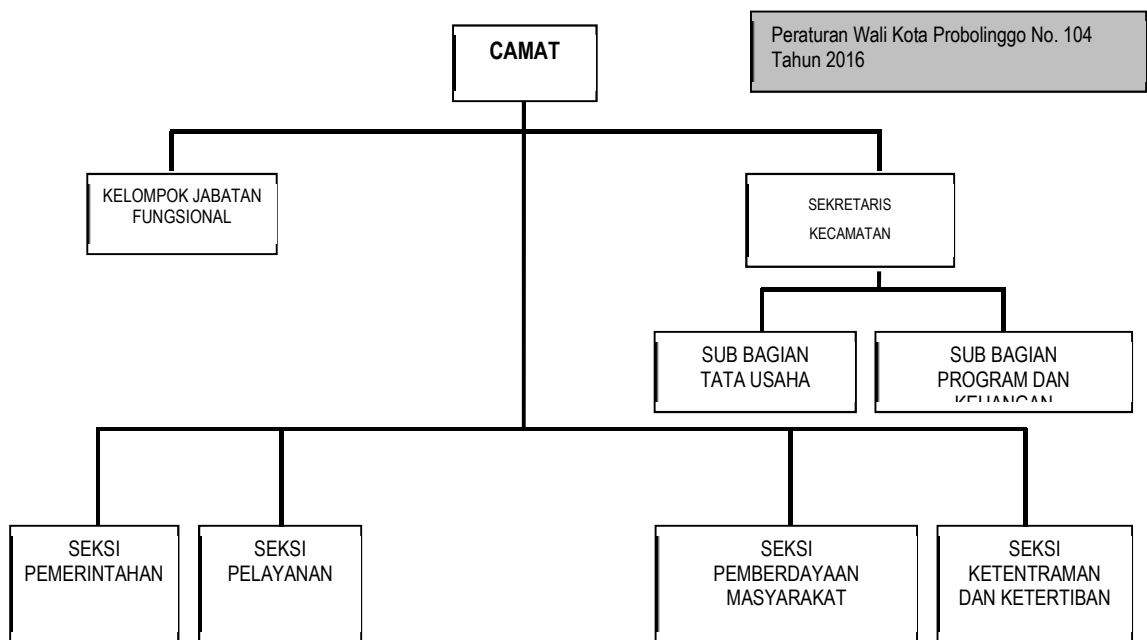 CAMAT
Peraturan Wali Kota Probolinggo No. 104
Tahun 2016
KELOMPOK JABATAN
FUNGSIONAL
SEKRETARIS
KECAMATAN
SUB BAGIAN
TATA USAHA
SUB BAGIAN
PROGRAM DAN
KEUANGAN
SEKSI
PEMERINTAHAN
SEKSI
PELAYANAN
SEKSI
PEMBERDAYAAN
MASYARAKAT
SEKSI
KETENTRAMAN
DAN KETERTIBAN